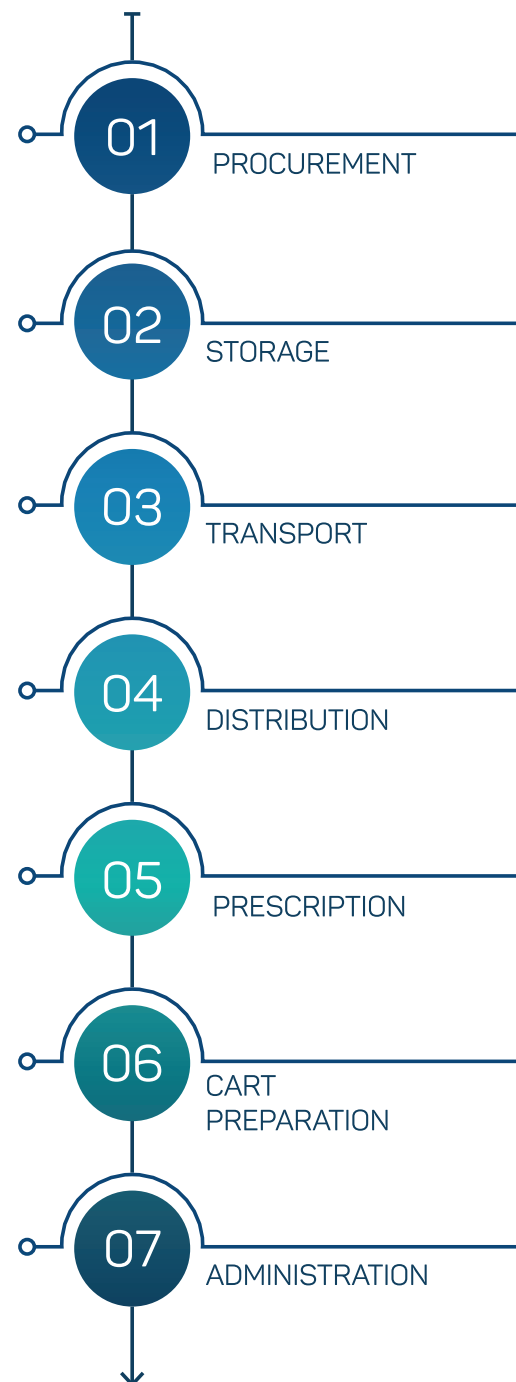 01
PROCUREMENT
02
STORAGE
03
TRANSPORT
04
DISTRIBUTION
05
PRESCRIPTION
06
CART
PREPARATION
07
ADMINISTRATION